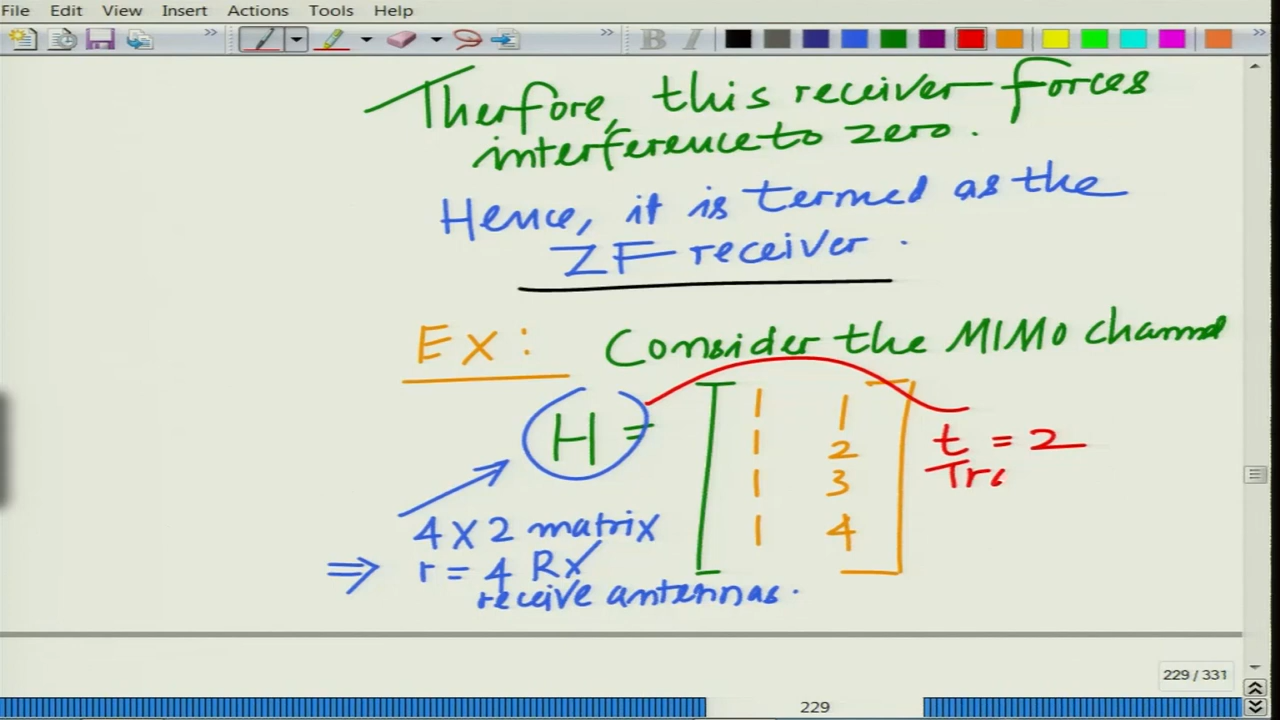 File Edit View Insert Actions Tools Help
B I
Therfore, this receiver forces
interference to zero.
Hence, it is termed as the
ZF receiver.
Ex: Consider the MIMO channel
H =
1 1
1 2
1 3
1 4
t = 2
Tra
4 X 2 matrix
⇒ r = 4 Rx
receive antennas.
229 / 331
229